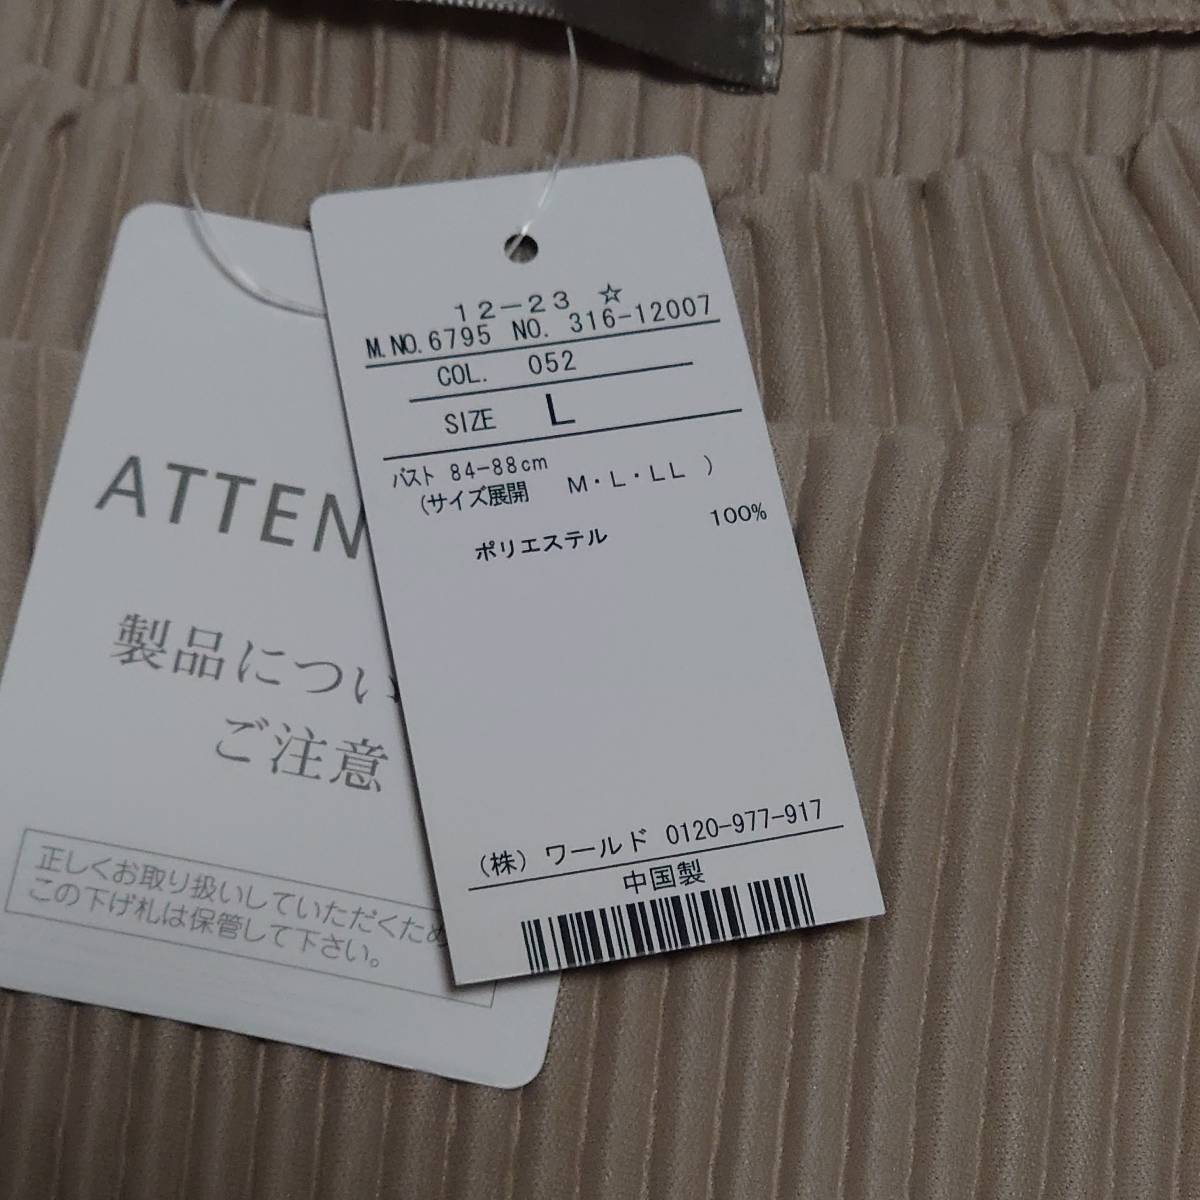 12-23 ☆
M.NO.6795 NO. 316-12007
COL. 052
SIZE L
バスト 84-88cm
(サイズ展開 M・L・LL )
ポリエステル 100%
(株) ワールド 0120-977-917
中国製
ATTEN
製品につい
ご注意
正しくお取り扱いしていただくため
この下げ札は保管して下さい。